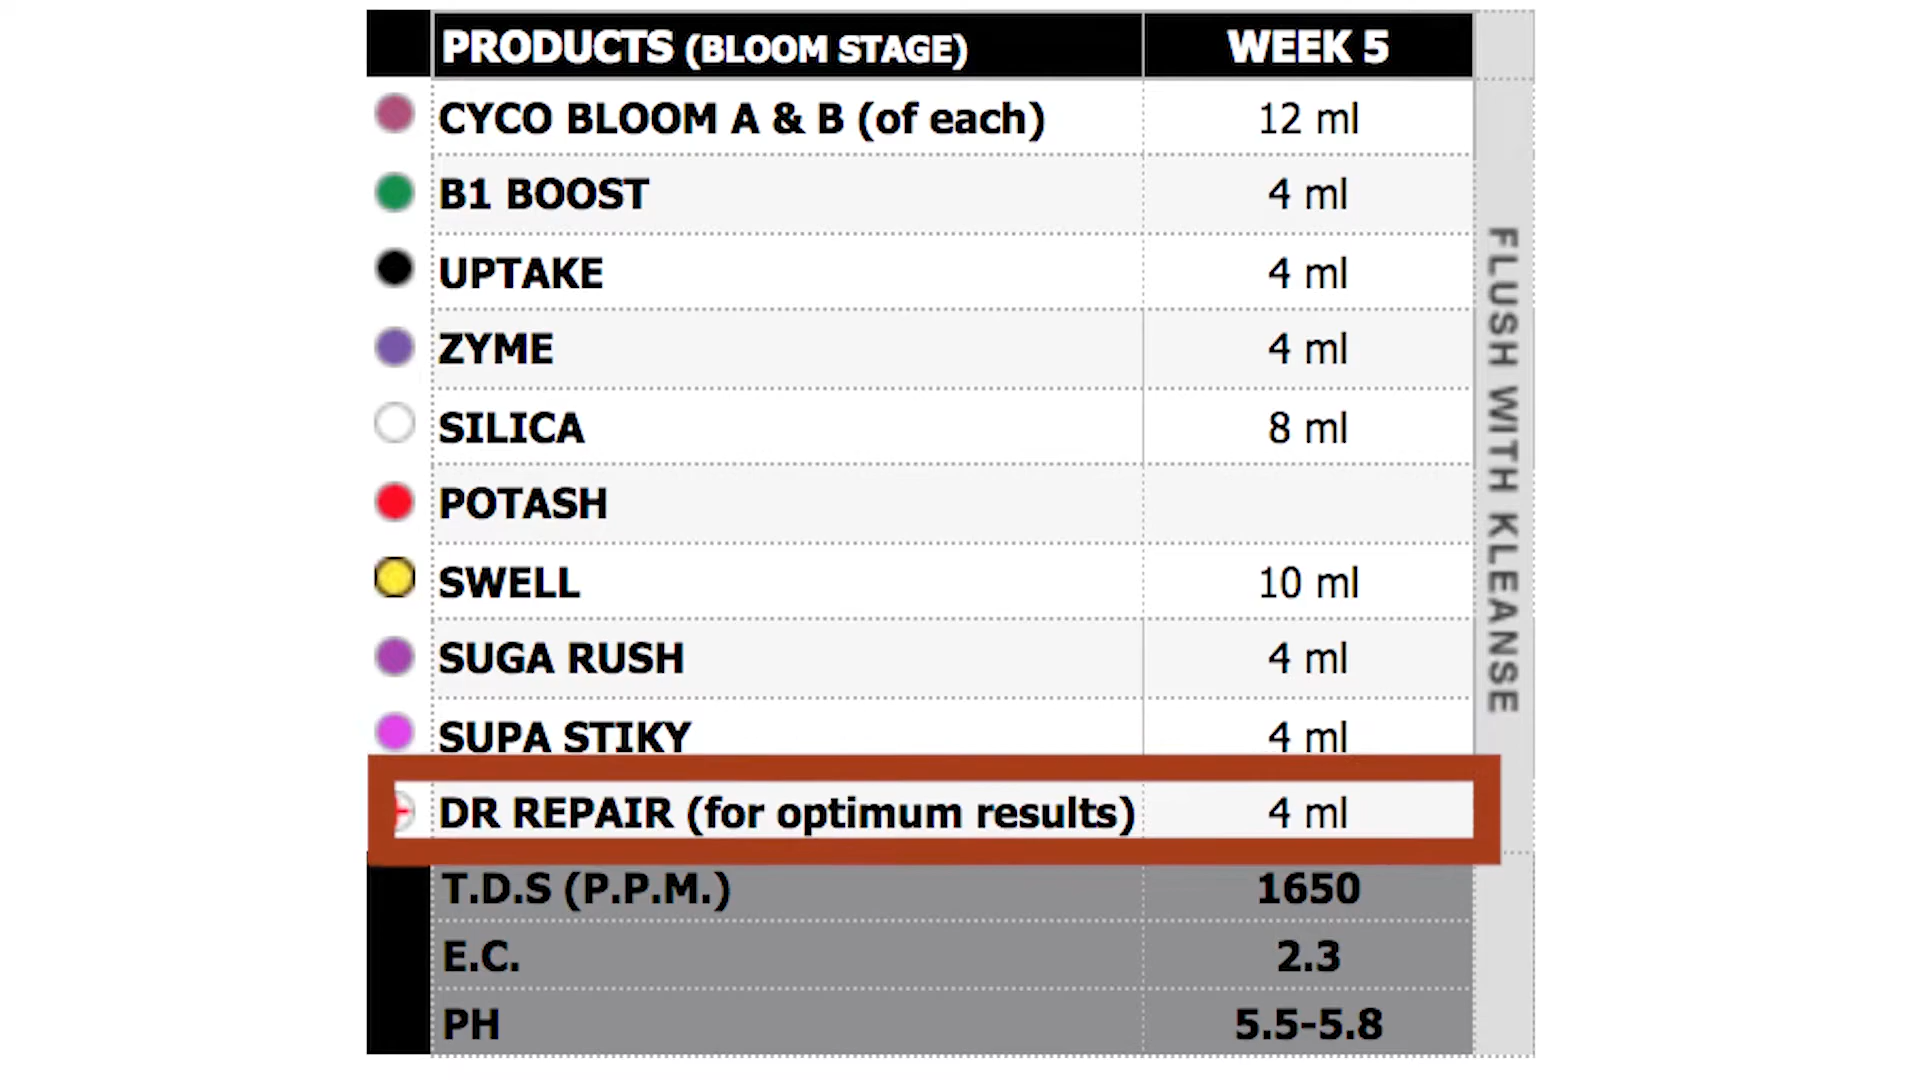 PRODUCTS (BLOOM STAGE) WEEK 5
CYCO BLOOM A & B (of each) 12 ml
B1 BOOST 4 ml
UPTAKE 4 ml
ZYME 4 ml
SILICA 8 ml
POTASH
SWELL 10 ml
SUGA RUSH 4 ml
SUPA STIKY 4 ml
DR REPAIR (for optimum results) 4 ml
T.D.S (P.P.M.) 1650
E.C. 2.3
PH 5.5-5.8
FLUSH WITH KLEANSE